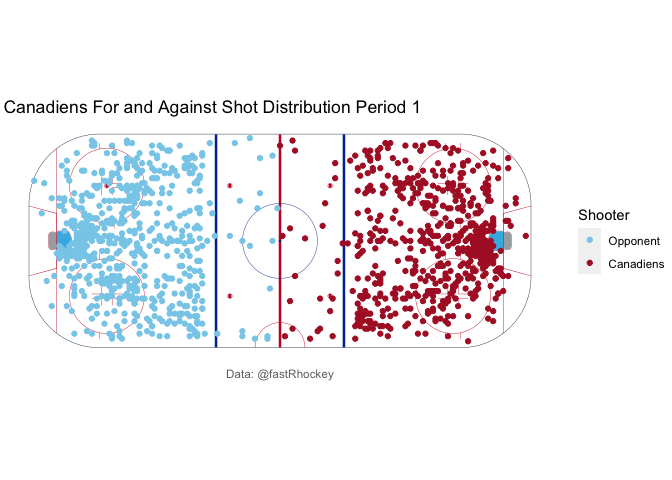 Canadiens For and Against Shot Distribution Period 1
Shooter
Opponent
Canadiens
Data: @fastRhockey